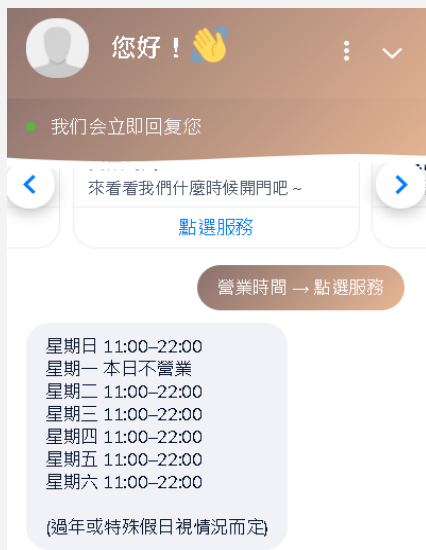 您好！👋
我们会立即回复您
來看看我們什麼時候開門吧～
點選服務
營業時間 → 點選服務
星期日 11:00–22:00
星期一 本日不營業
星期二 11:00–22:00
星期三 11:00–22:00
星期四 11:00–22:00
星期五 11:00–22:00
星期六 11:00–22:00
(過年或特殊假日視情況而定)